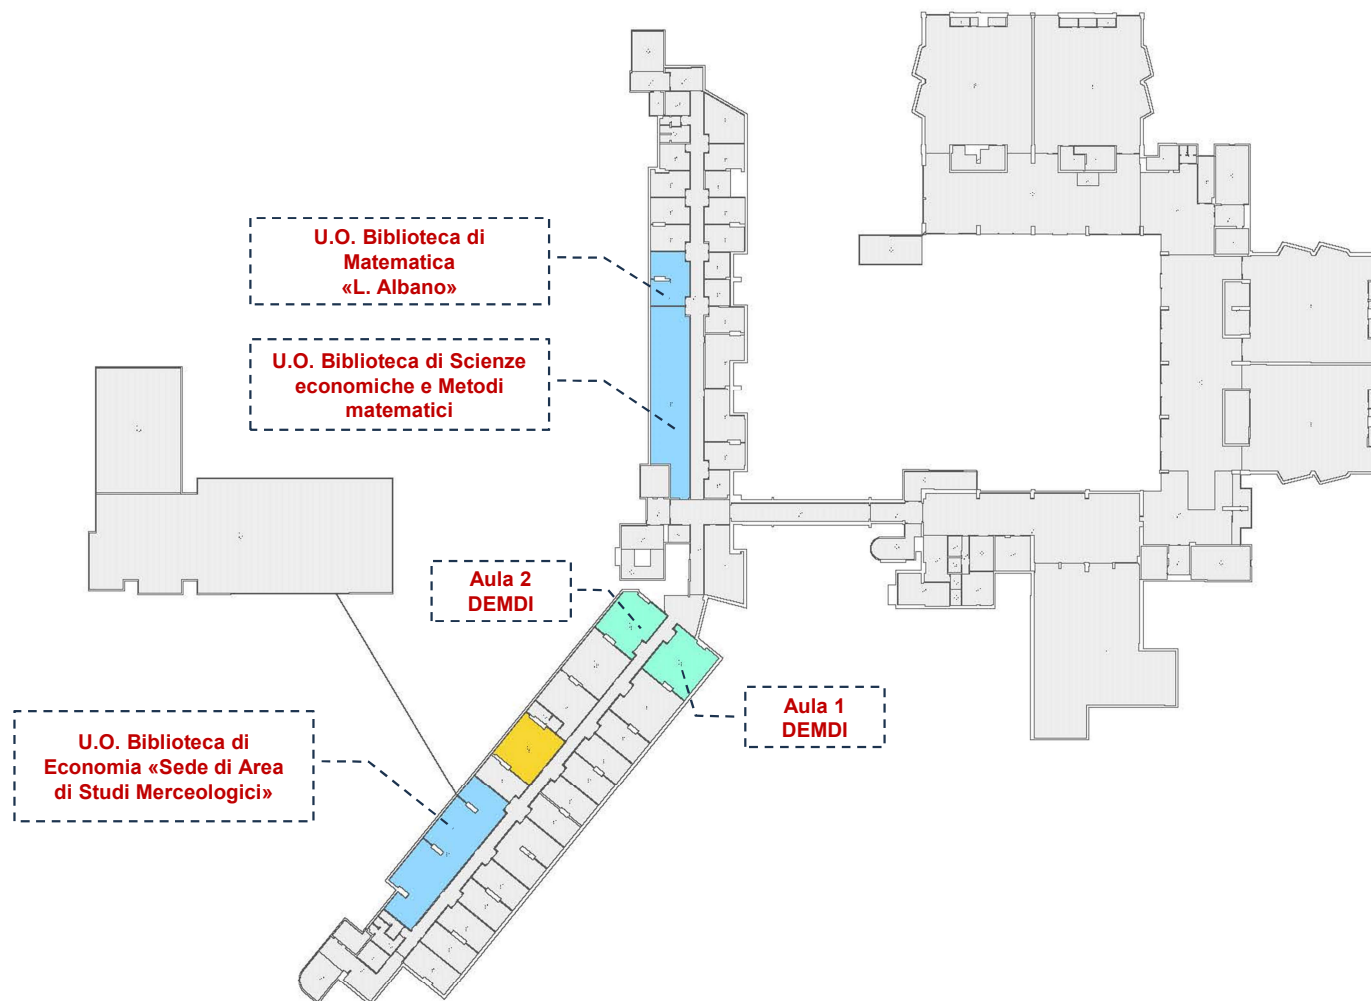 U.O. Biblioteca di
Matematica
«L. Albano»
U.O. Biblioteca di Scienze
economiche e Metodi
matematici
Aula 2
DEMDI
Aula 1
DEMDI
U.O. Biblioteca di
Economia «Sede di Area
di Studi Merceologici»